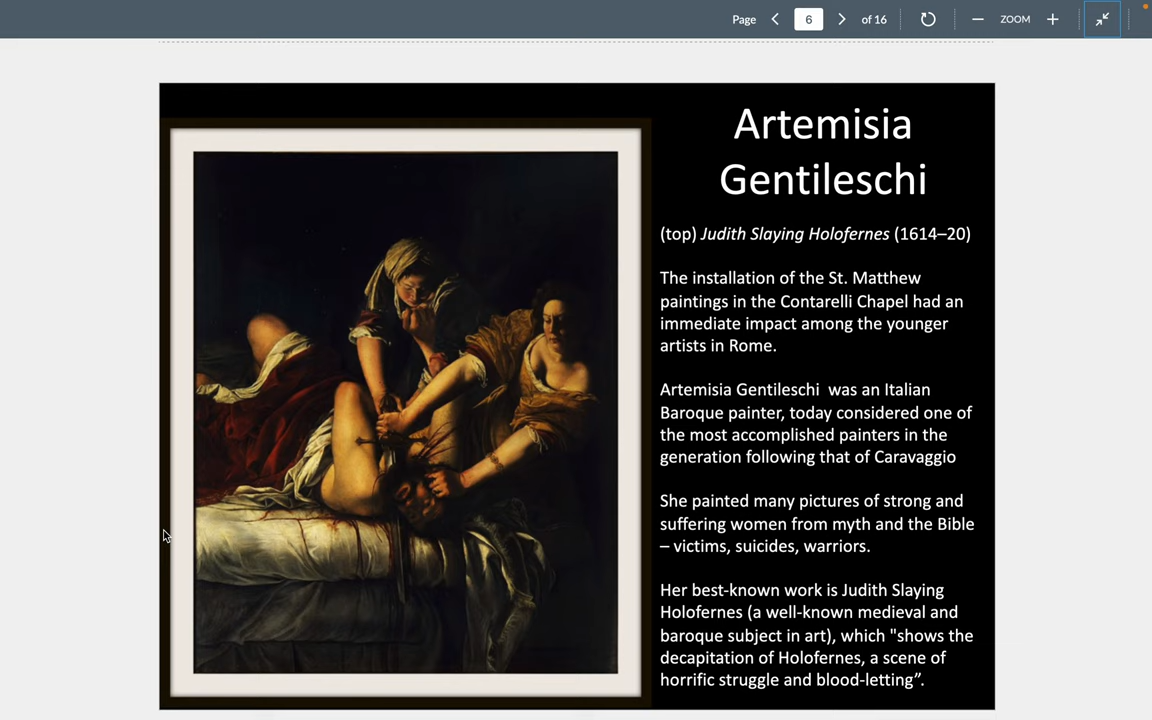 Page 6 of 16 ZOOM
Artemisia
Gentileschi
(top) Judith Slaying Holofernes (1614–20)
The installation of the St. Matthew
paintings in the Contarelli Chapel had an
immediate impact among the younger
artists in Rome.
Artemisia Gentileschi  was an Italian
Baroque painter, today considered one of
the most accomplished painters in the
generation following that of Caravaggio
She painted many pictures of strong and
suffering women from myth and the Bible
– victims, suicides, warriors.
Her best-known work is Judith Slaying
Holofernes (a well-known medieval and
baroque subject in art), which "shows the
decapitation of Holofernes, a scene of
horrific struggle and blood-letting”.